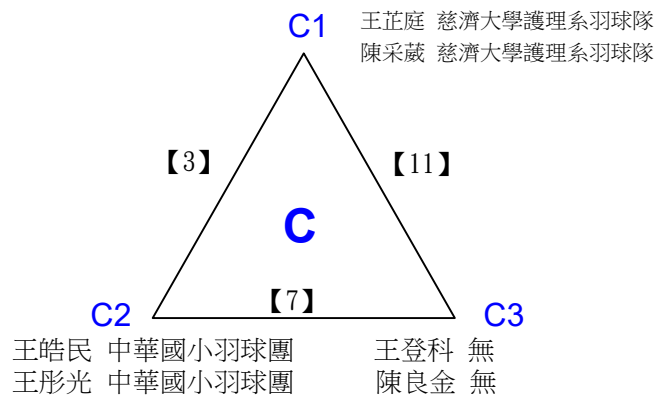 C1
王芷庭 慈濟大學護理系羽球隊
陳采葳 慈濟大學護理系羽球隊
【3】
【11】
C
【7】
C2
C3
王皓民 中華國小羽球團
王登科 無
王彤光 中華國小羽球團
陳良金 無